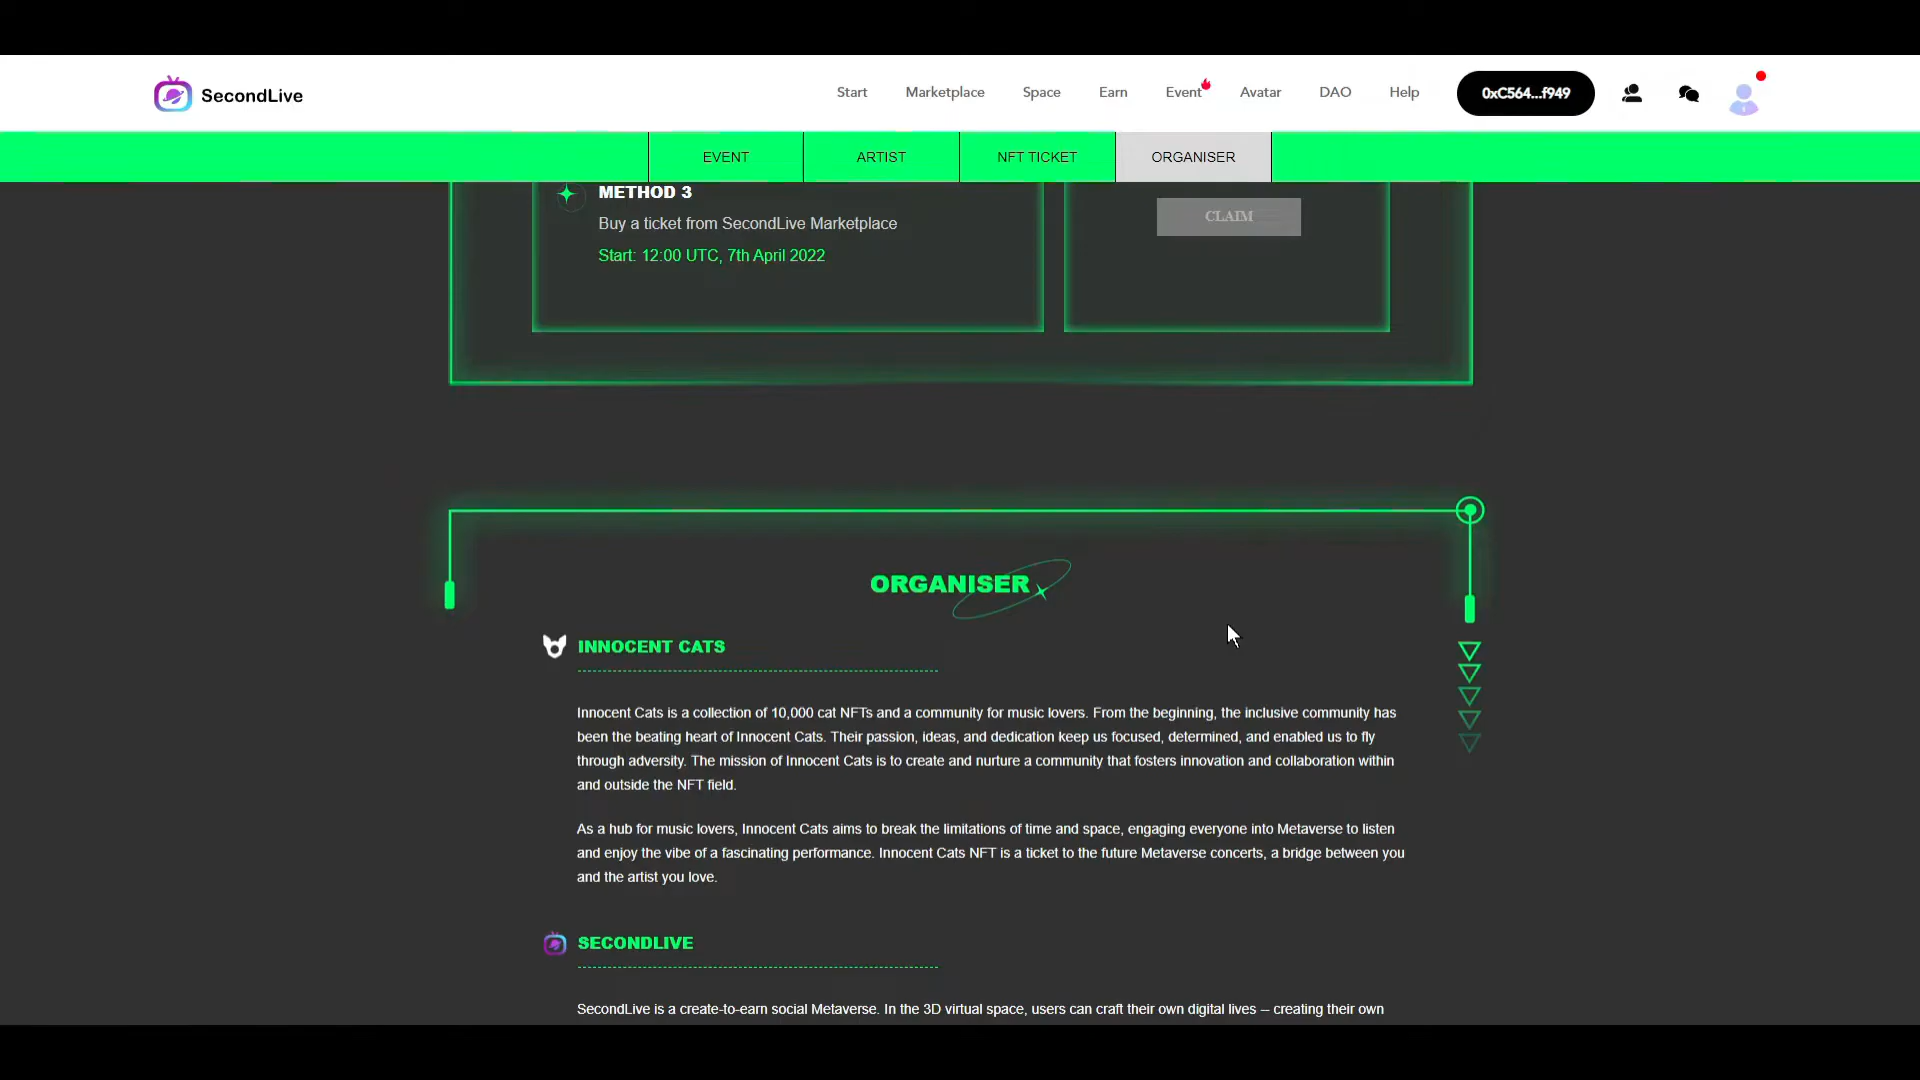 SecondLive
Start
Marketplace
Space
Earn
Event
Avatar
DAO
Help
0xC564...f949
EVENT
ARTIST
NFT TICKET
ORGANISER
METHOD 3
Buy a ticket from SecondLive Marketplace
Start: 12:00 UTC, 7th April 2022
CLAIM
ORGANISER
INNOCENT CATS
Innocent Cats is a collection of 10,000 cat NFTs and a community for music lovers. From the beginning, the inclusive community has
been the beating heart of Innocent Cats. Their passion, ideas, and dedication keep us focused, determined, and enabled us to fly
through adversity. The mission of Innocent Cats is to create and nurture a community that fosters innovation and collaboration within
and outside the NFT field.
As a hub for music lovers, Innocent Cats aims to break the limitations of time and space, engaging everyone into Metaverse to listen
and enjoy the vibe of a fascinating performance. Innocent Cats NFT is a ticket to the future Metaverse concerts, a bridge between you
and the artist you love.
SECONDLIVE
SecondLive is a create-to-earn social Metaverse. In the 3D virtual space, users can craft their own digital lives -- creating their own